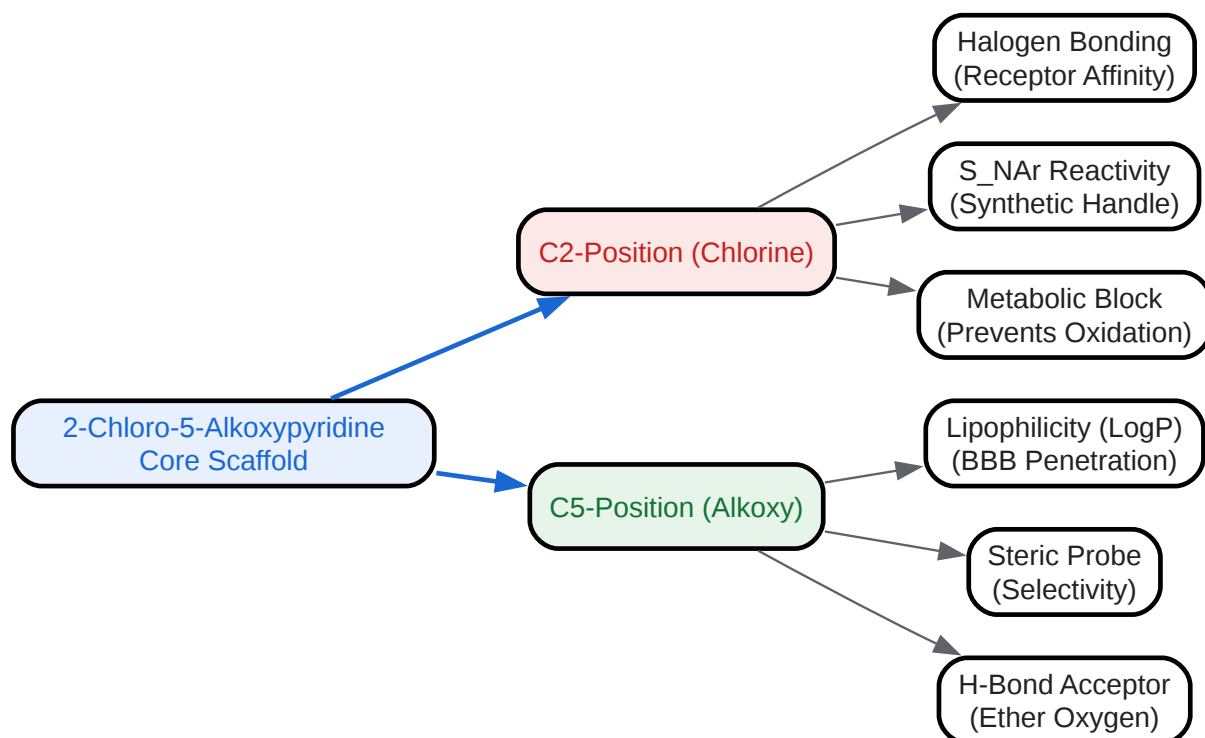 Halogen Bonding
(Receptor Affinity)
S_NAr Reactivity
(Synthetic Handle)
C2-Position (Chlorine)
Metabolic Block
(Prevents Oxidation)
2-Chloro-5-Alkoxypyridine
Core Scaffold
Lipophilicity (LogP)
(BBB Penetration)
C5-Position (Alkoxy)
Steric Probe
(Selectivity)
H-Bond Acceptor
(Ether Oxygen)